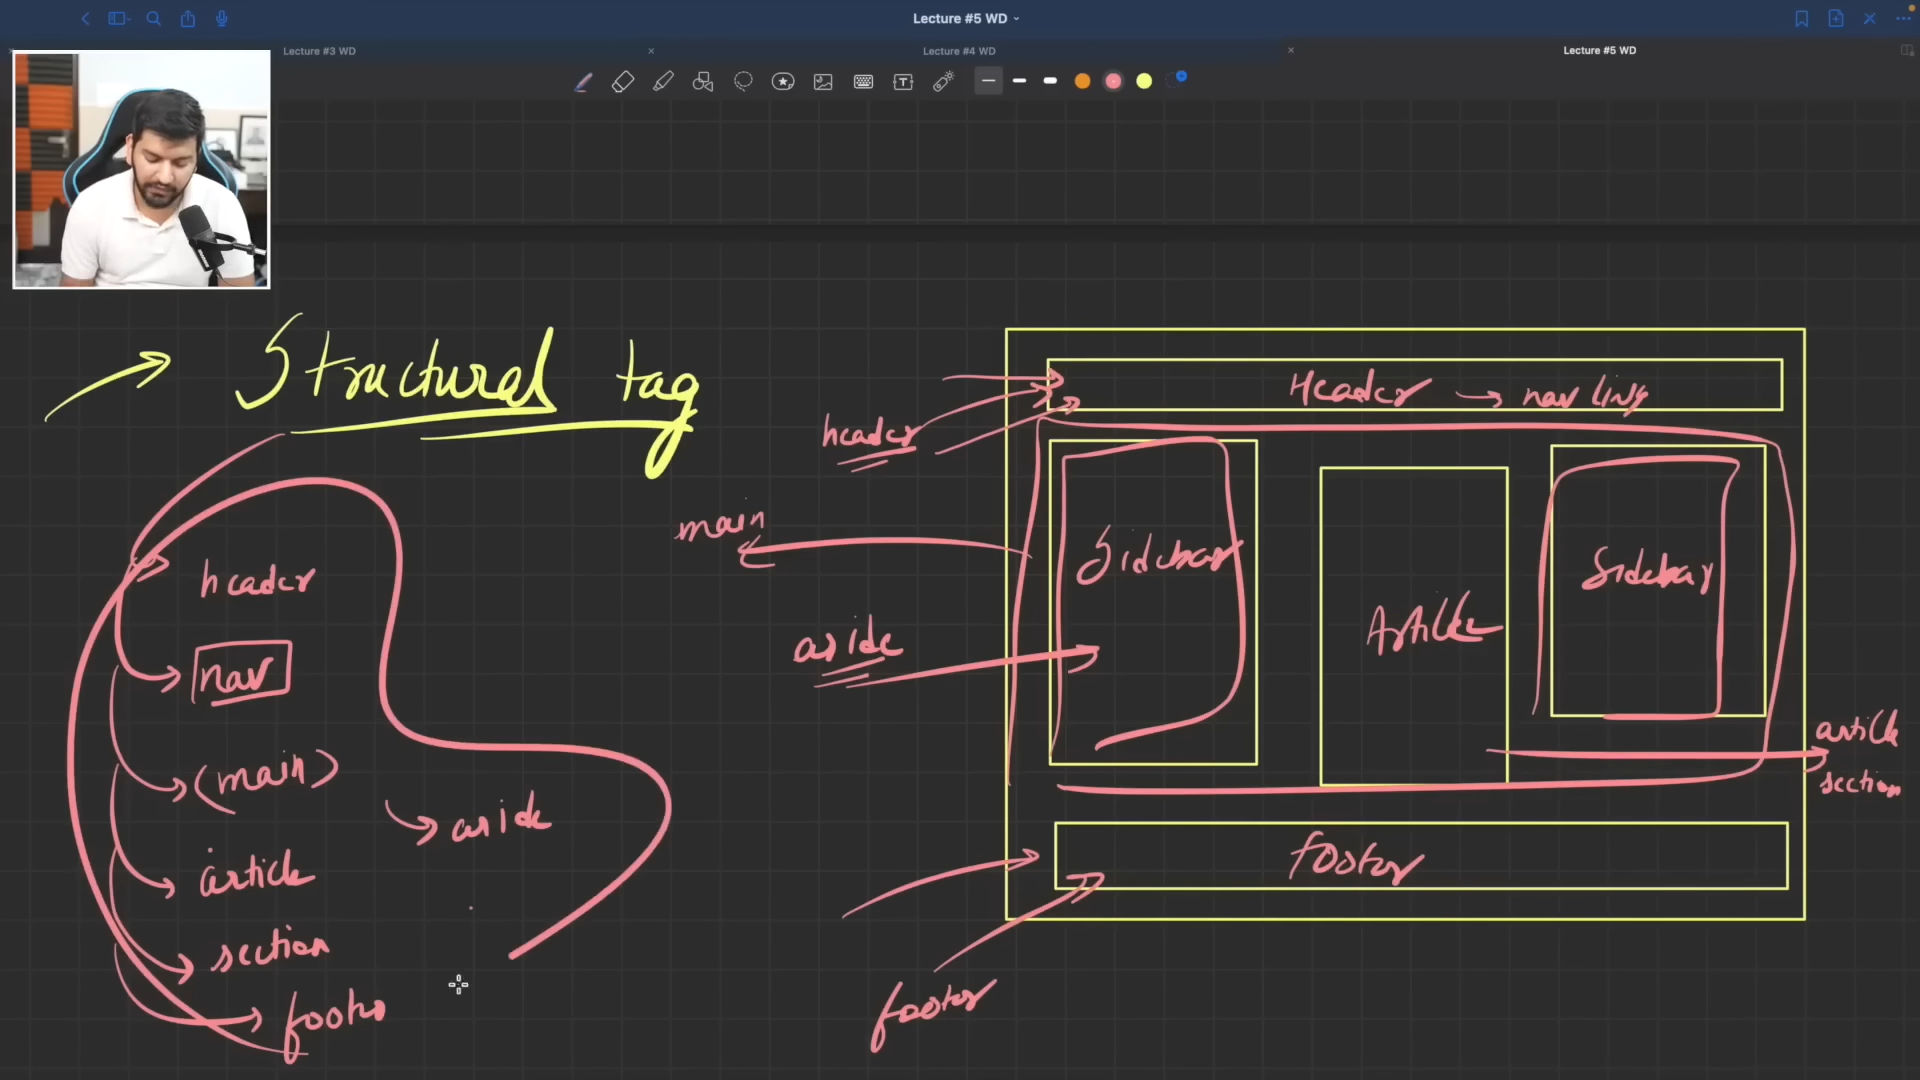 Lecture #5 WD
Lecture #3 WD
Lecture #4 WD
Lecture #5 WD
Structural tag
header
nav
(main)
aside
article
section
footer
Header → nav link
header
main
Sidebar
Sidebar
Article
aside
article
section
footer
footer